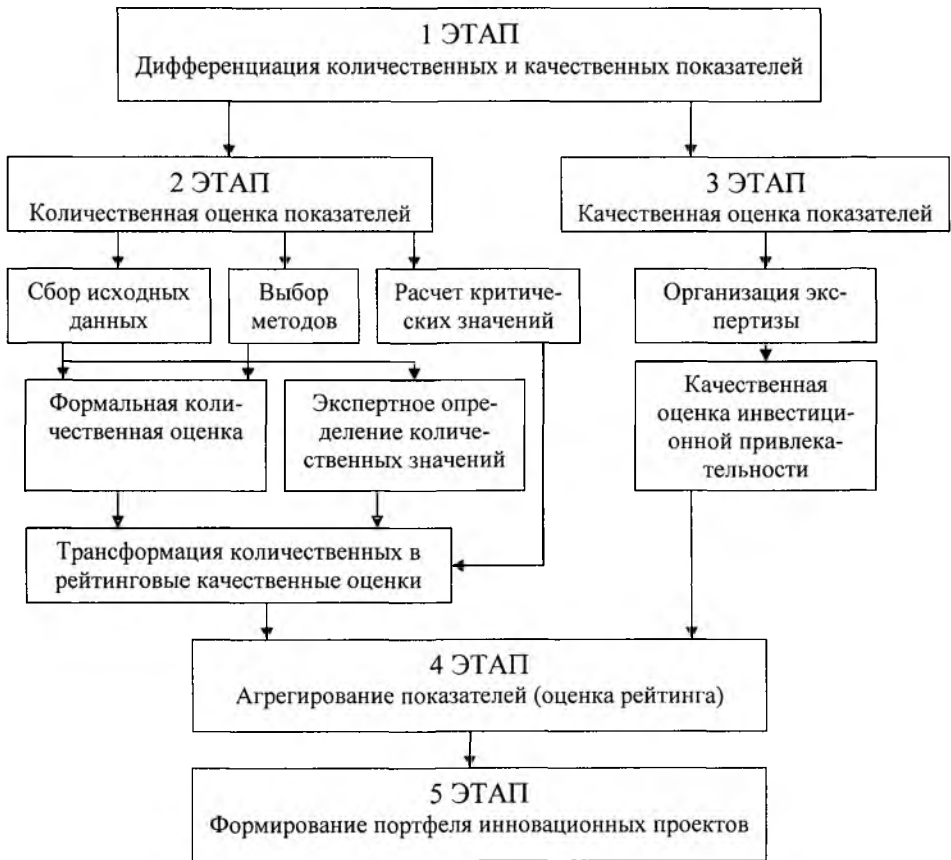 1 ЭТАП
Дифференциация количественных и качественных показателей
2 ЭТАП
Количественная оценка показателей
3 ЭТАП
Качественная оценка показателей
Сбор исходных
данных
Выбор
методов
Расчет критиче-
ских значений
Организация экс-
пертизы
Формальная коли-
чественная оценка
Экспертное опре-
деление количе-
ственных значений
Качественная
оценка инвестици-
онной привлека-
тельности
Трансформация количественных в
рейтинговые качественные оценки
4 ЭТАП
Агрегирование показателей (оценка рейтинга)
5 ЭТАП
Формирование портфеля инновационных проектов